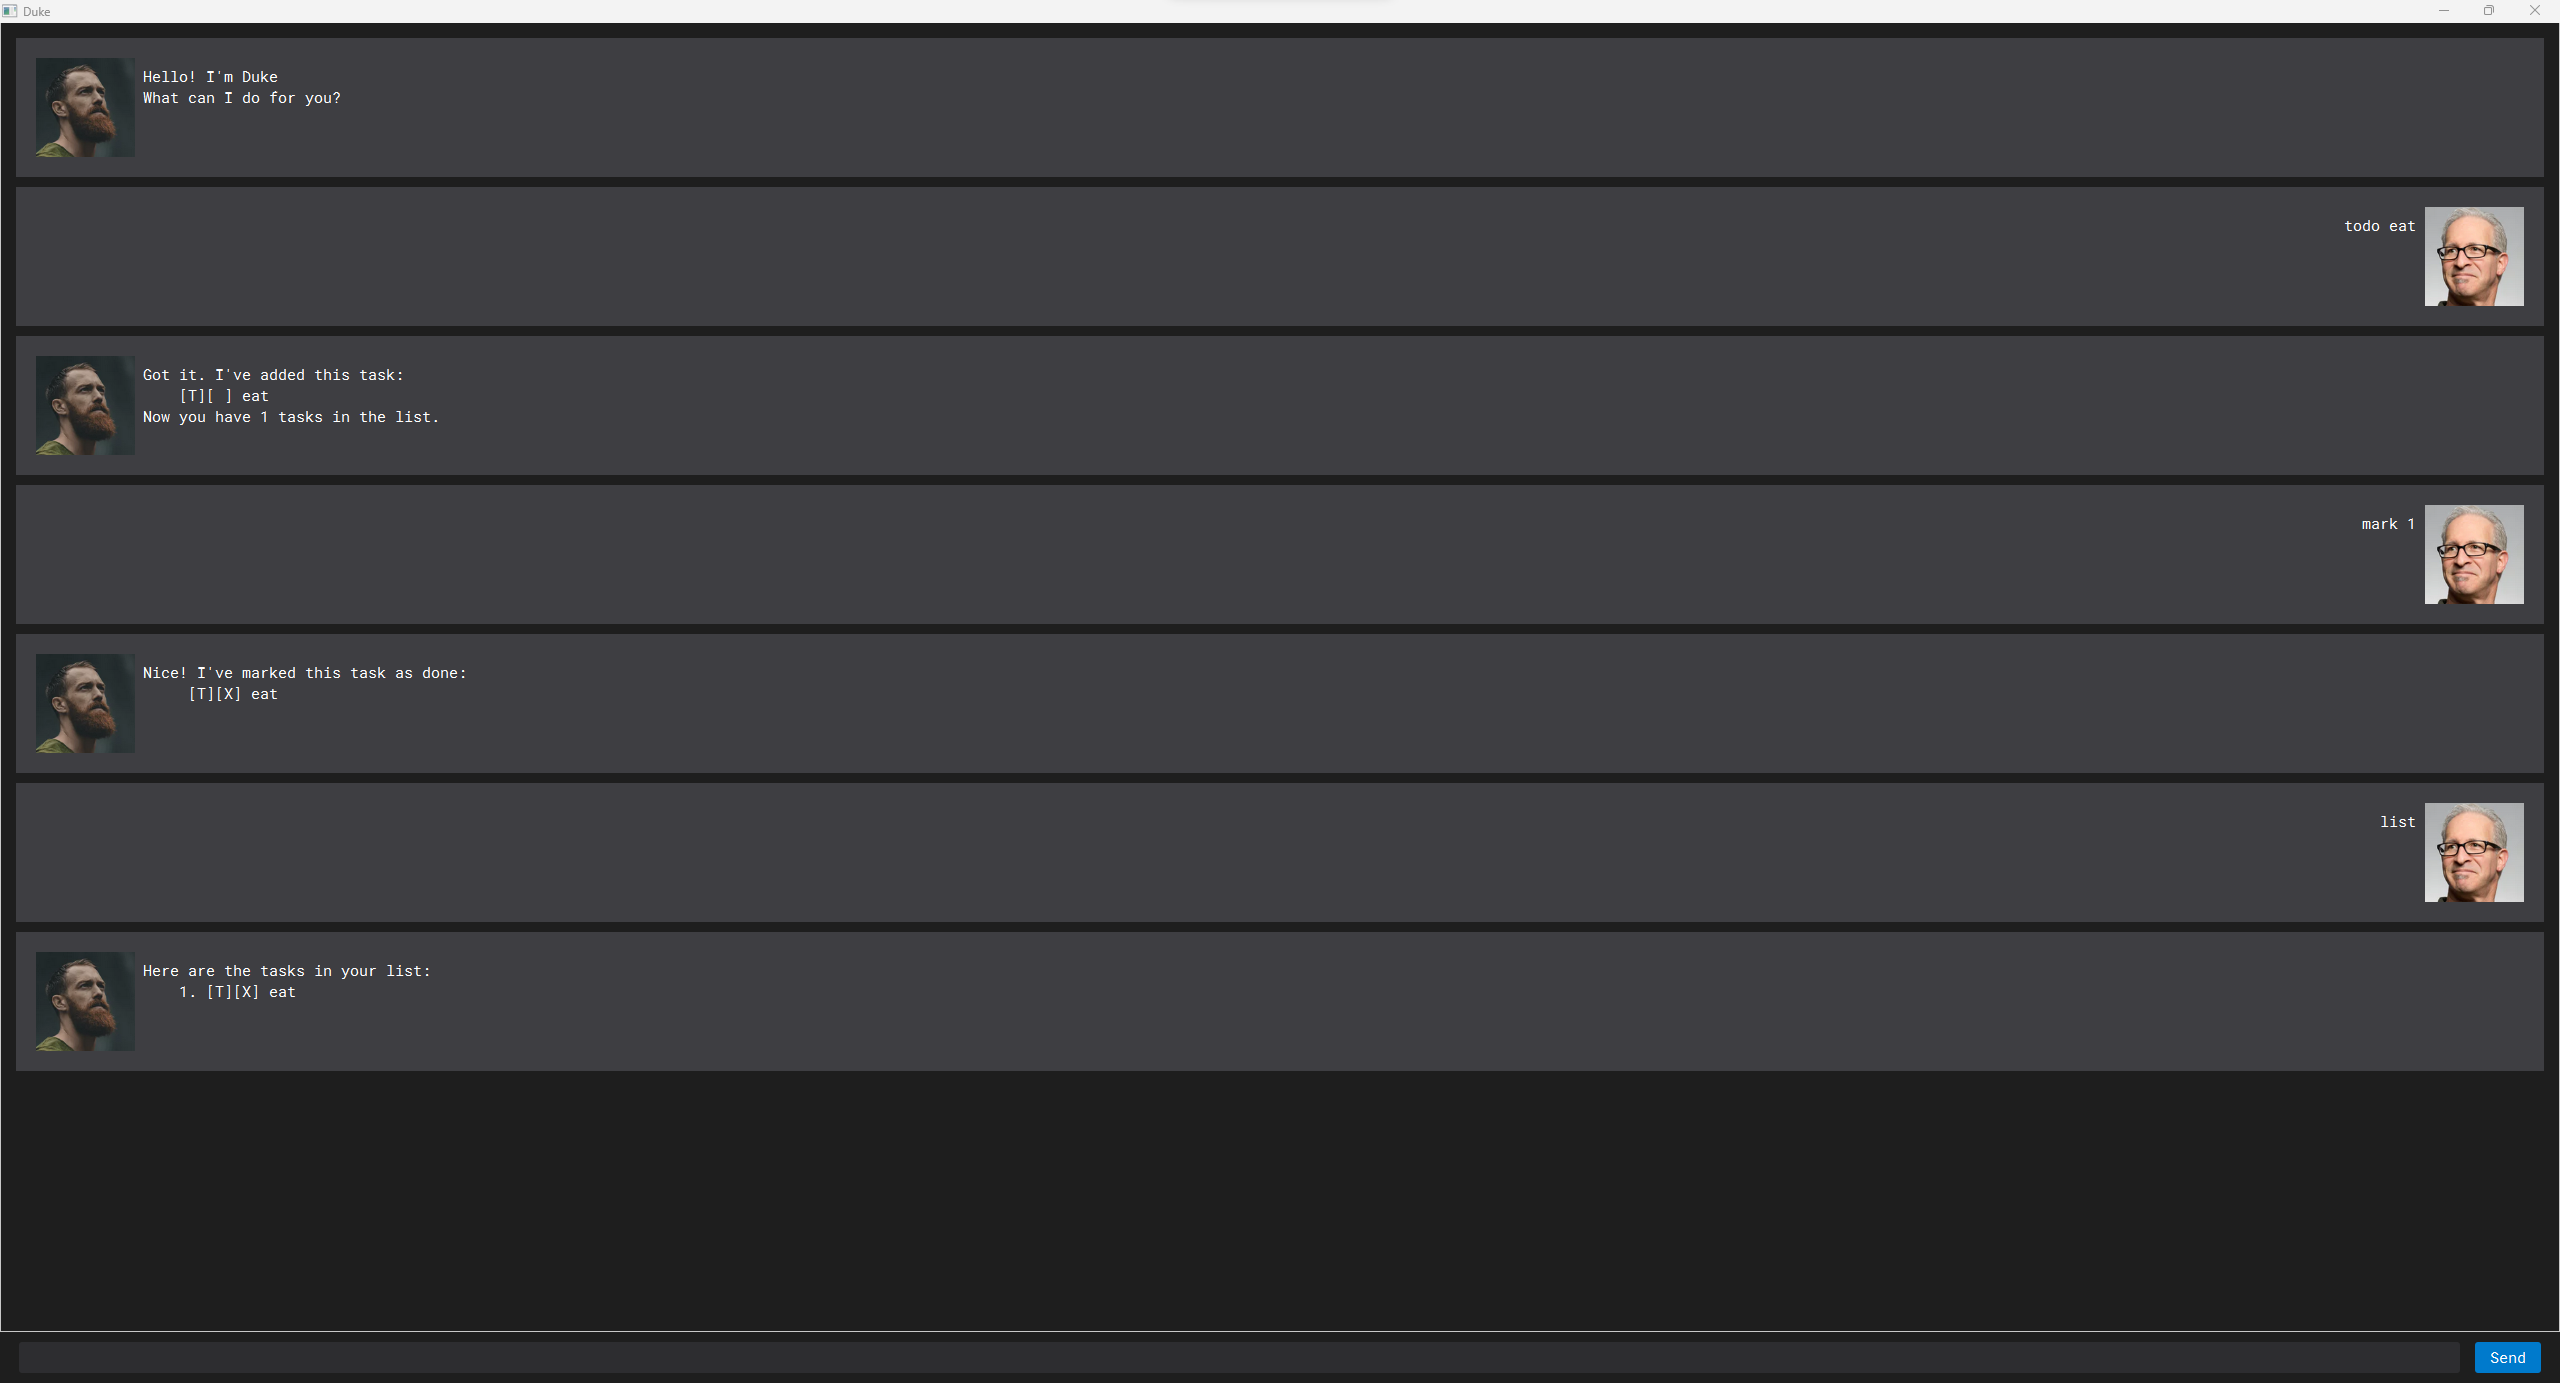 Duke
Hello! I'm Duke
What can I do for you?
todo eat
Got it. I've added this task:
    [T][ ] eat
Now you have 1 tasks in the list.
mark 1
Nice! I've marked this task as done:
     [T][X] eat
list
Here are the tasks in your list:
    1. [T][X] eat
Send